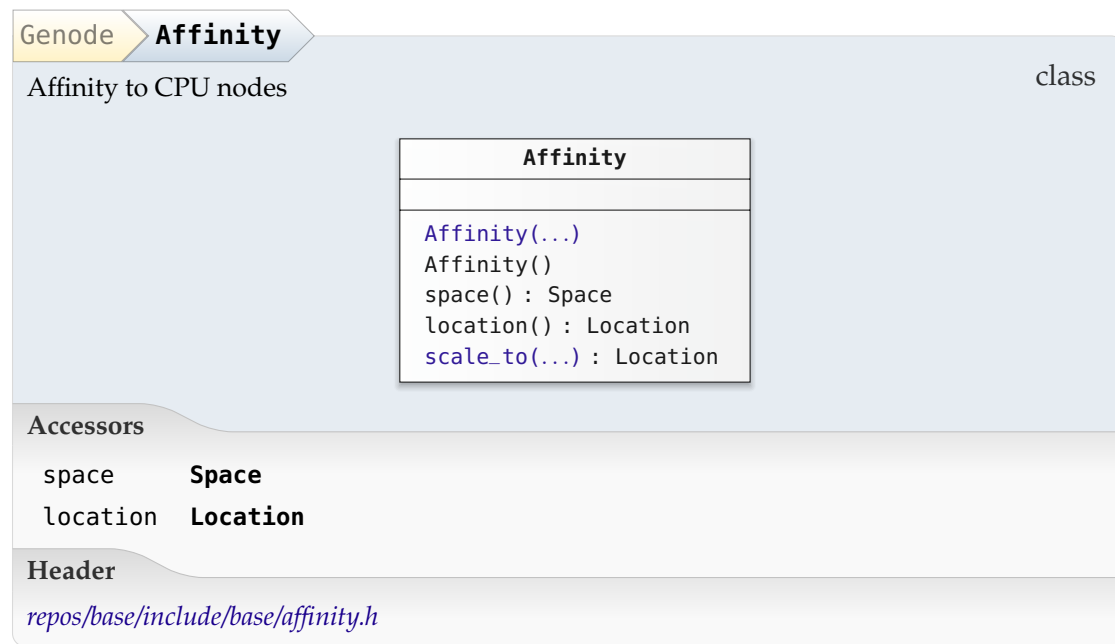 Genode Affinity
Affinity to CPU nodes
class
Affinity
Affinity(...)
Affinity()
space() : Space
location() : Location
scale_to(...) : Location
Accessors
space Space
location Location
Header
repos/base/include/base/affinity.h